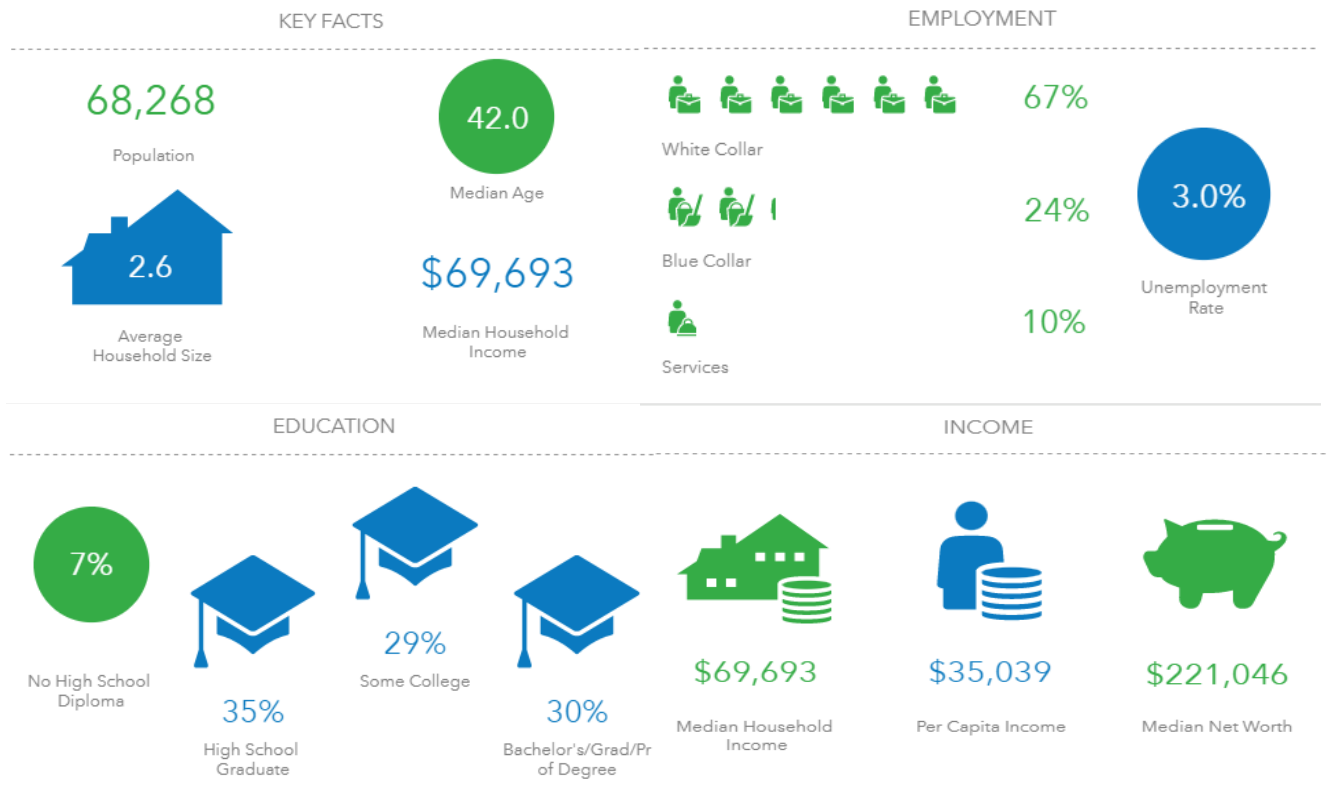 KEY FACTS
68,268
Population
42.0
Median Age
2.6
Average
Household Size
$69,693
Median Household
Income
EMPLOYMENT
67%
White Collar
24%
Blue Collar
10%
Services
3.0%
Unemployment
Rate
EDUCATION
7%
No High School
Diploma
35%
High School
Graduate
29%
Some College
30%
Bachelor's/Grad/Pr
of Degree
INCOME
$69,693
Median Household
Income
$35,039
Per Capita Income
$221,046
Median Net Worth